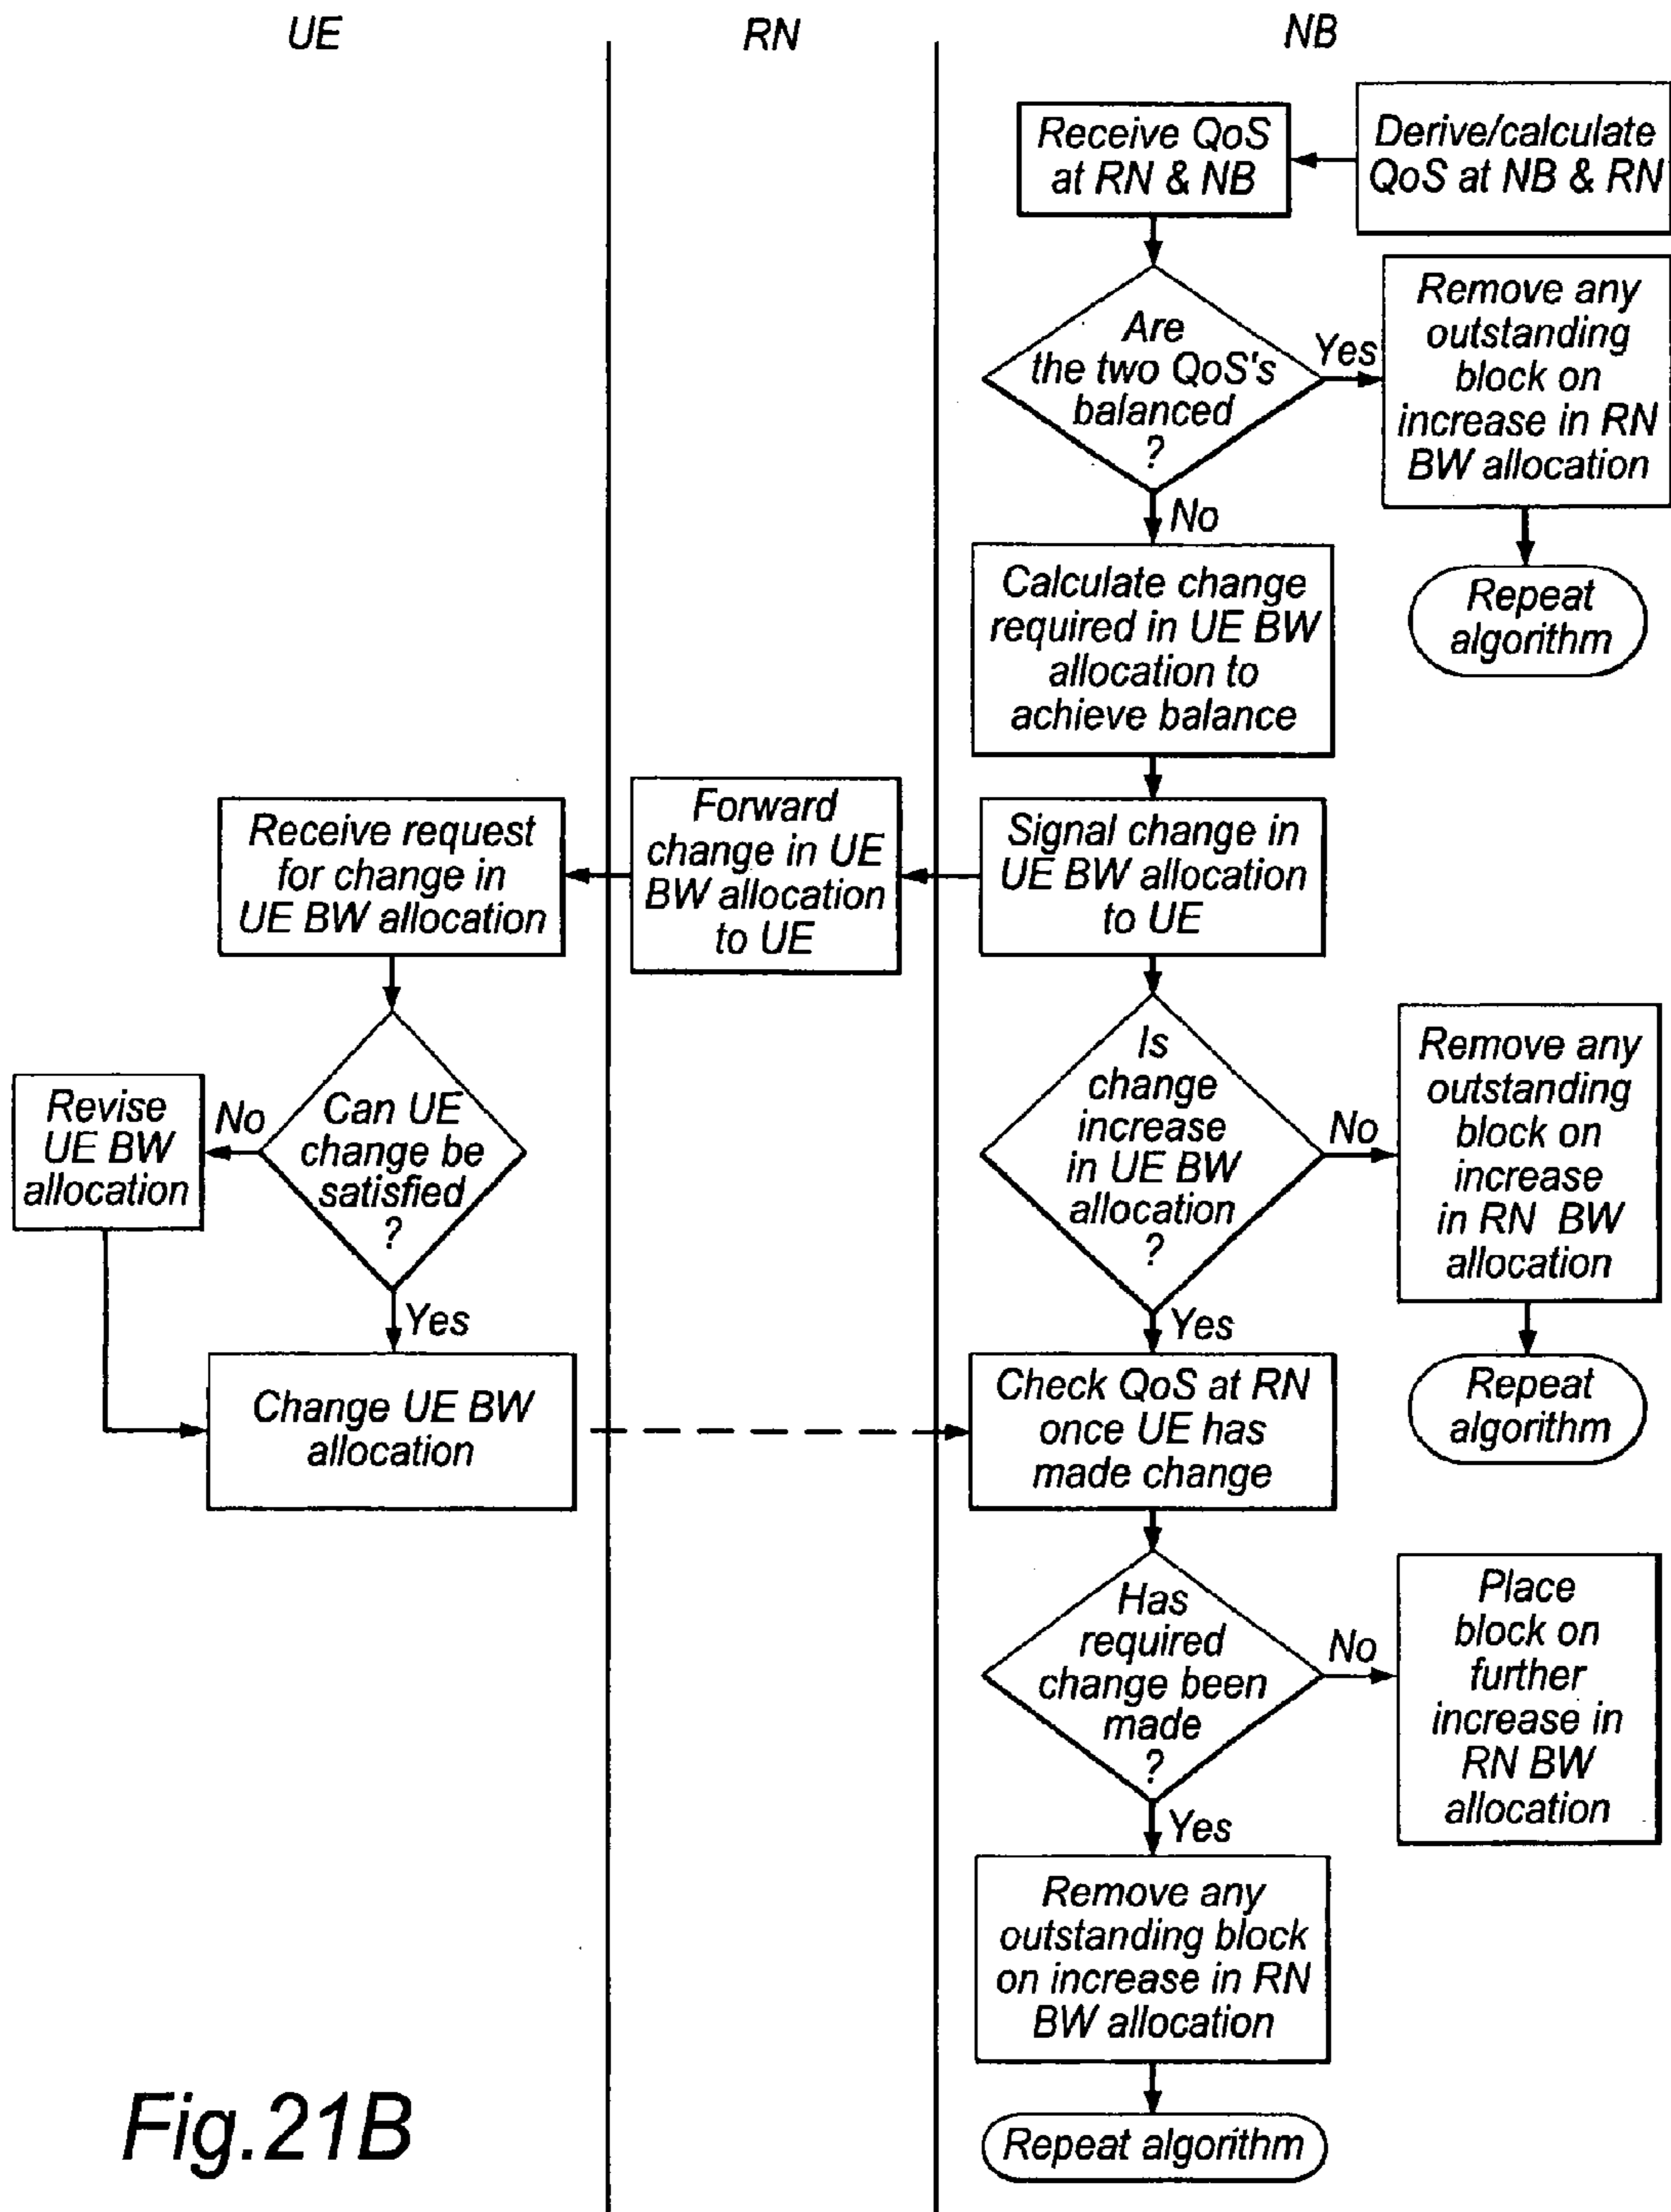 UE
RN
NB
Receive QoS
at RN & NB
Derive/calculate
QoS at NB & RN
Are
the two QoS's
balanced
?
Yes
Remove any
outstanding
block on
increase in RN
BW allocation
Repeat
algorithm
No
Calculate change
required in UE BW
allocation to
achieve balance
Signal change in
UE BW allocation
to UE
Forward
change in UE
BW allocation
to UE
Receive request
for change in
UE BW allocation
Can UE
change be
satisfied
?
No
Revise
UE BW
allocation
Yes
Change UE BW
allocation
Is
change
increase
in UE BW
allocation
?
No
Remove any
outstanding
block on
increase
in RN BW
allocation
Repeat
algorithm
Yes
Check QoS at RN
once UE has
made change
Has
required
change been
made
?
No
Place
block on
further
increase in
RN BW
allocation
Yes
Remove any
outstanding block
on increase in RN
BW allocation
Repeat algorithm
Fig.21B